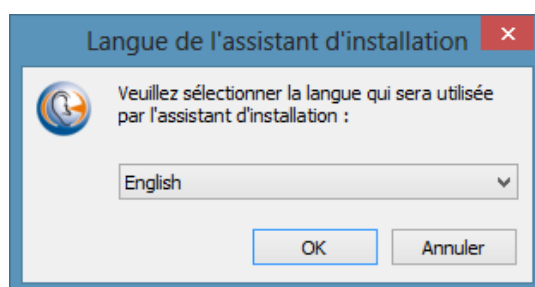 Langue de l'assistant d'installation
Veuillez sélectionner la langue qui sera utilisée
par l'assistant d'installation :
English
OK
Annuler